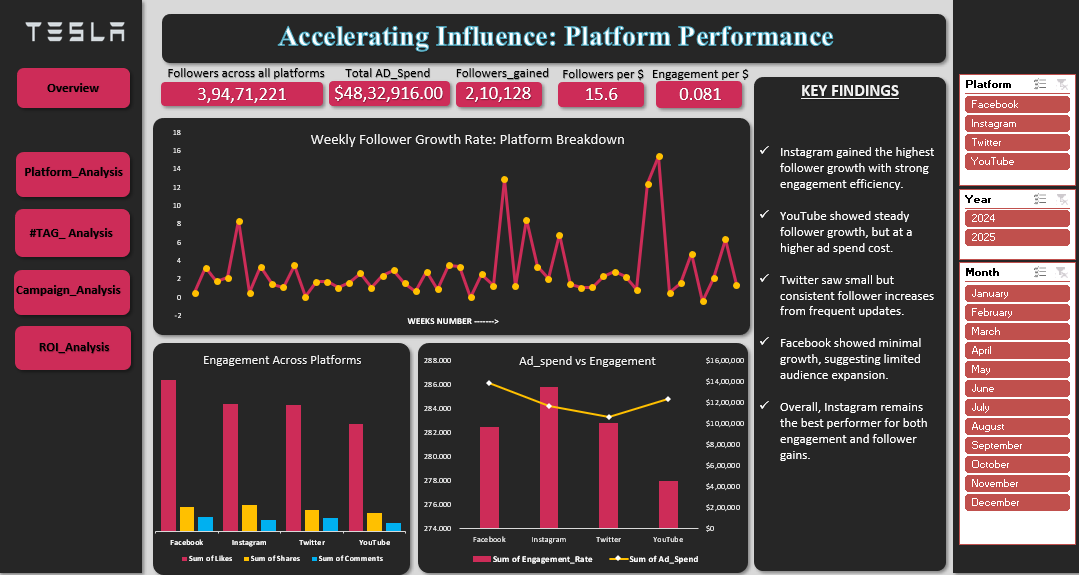 TESLA
Overview
Platform_Analysis
#TAG_ Analysis
Campaign_Analysis
ROI_Analysis
Accelerating Influence: Platform Performance
Followers across all platforms
3,94,71,221
Total AD_Spend
$48,32,916.00
Followers_gained
2,10,128
Followers per $
15.6
Engagement per $
0.081
Weekly Follower Growth Rate: Platform Breakdown
18
16
14
12
10
8
6
4
2
0
-2
WEEKS NUMBER ------->
Engagement Across Platforms
Facebook
Instagram
Twitter
YouTube
Sum of Likes
Sum of Shares
Sum of Comments
Ad_spend vs Engagement
288.000
286.000
284.000
282.000
280.000
278.000
276.000
274.000
$16,00,000
$14,00,000
$12,00,000
$10,00,000
$8,00,000
$6,00,000
$4,00,000
$2,00,000
$0
Facebook
Instagram
Twitter
YouTube
Sum of Engagement_Rate
Sum of Ad_Spend
KEY FINDINGS
✓ Instagram gained the highest
follower growth with strong
engagement efficiency.
✓ YouTube showed steady
follower growth, but at a
higher ad spend cost.
✓ Twitter saw small but
consistent follower increases
from frequent updates.
✓ Facebook showed minimal
growth, suggesting limited
audience expansion.
✓ Overall, Instagram remains
the best performer for both
engagement and follower
gains.
Platform
Facebook
Instagram
Twitter
YouTube
Year
2024
2025
Month
January
February
March
April
May
June
July
August
September
October
November
December